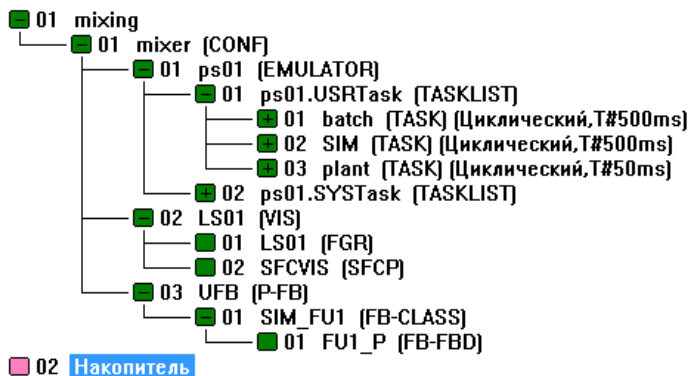 01 mixing
01 mixer (CONF)
01 ps01 (EMULATOR)
01 ps01.USRTask (TASKLIST)
01 batch (TASK) (Циклический,T#500ms)
02 SIM (TASK) (Циклический,T#500ms)
03 plant (TASK) (Циклический,T#50ms)
02 ps01.SYSTask (TASKLIST)
02 LS01 (VIS)
01 LS01 (FGR)
02 SFCVIS (SFCP)
03 UFB (P-FB)
01 SIM_FU1 (FB-CLASS)
01 FU1_P (FB-FBD)
02 Накопитель